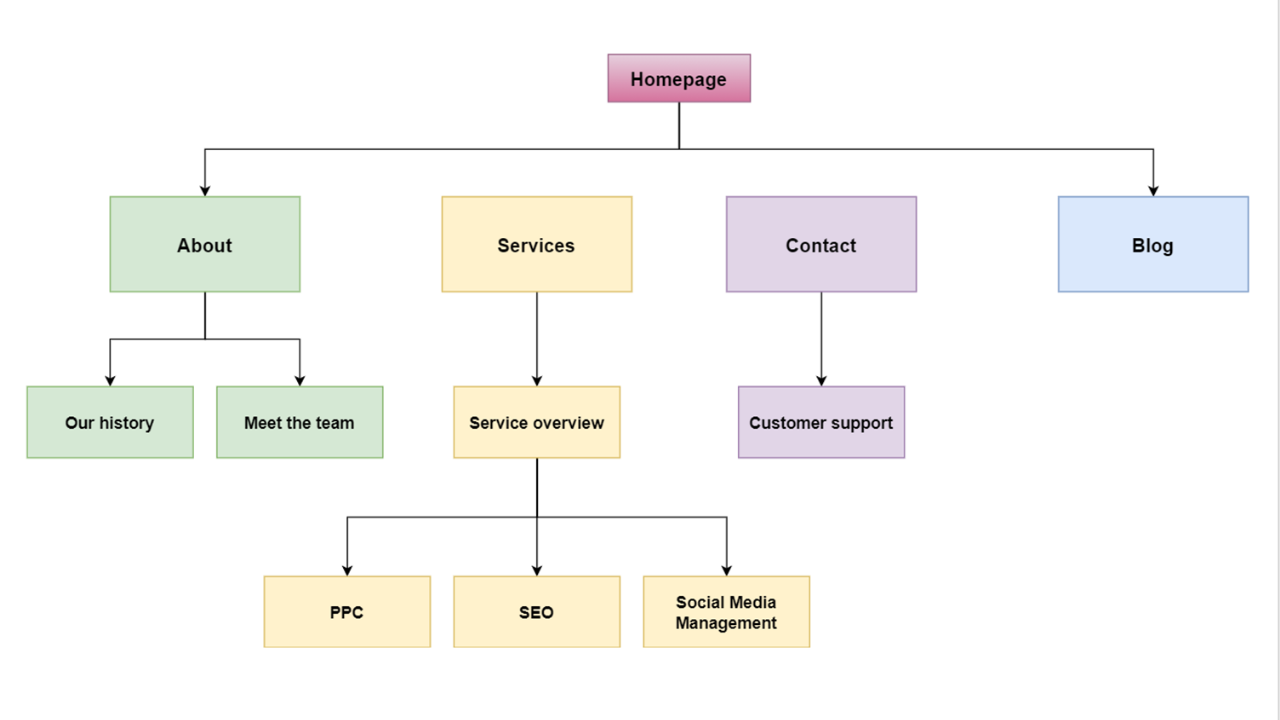 Homepage
About
Services
Contact
Blog
Our history
Meet the team
Service overview
Customer support
PPC
SEO
Social Media
Management